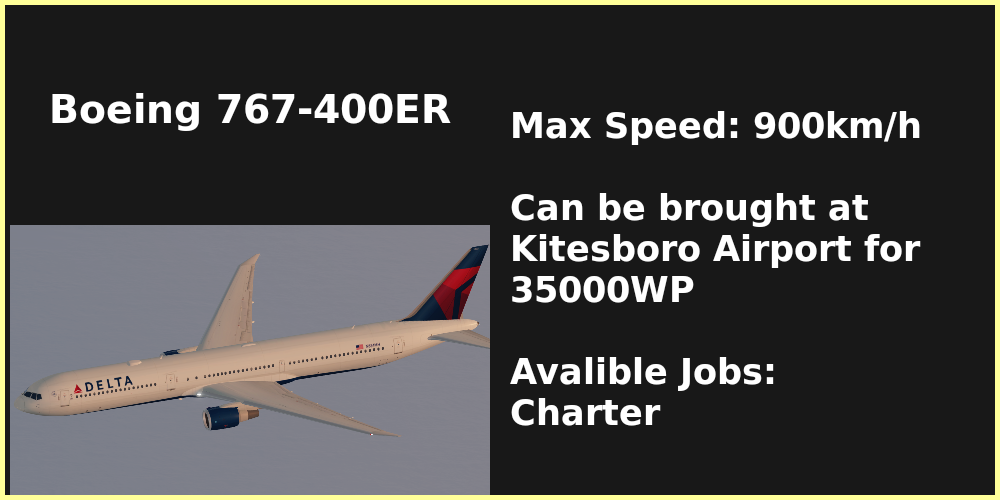 Boeing 767-400ER
Max Speed: 900km/h
Can be brought at
Kitesboro Airport for
35000WP
Avalible Jobs:
Charter
DELTA